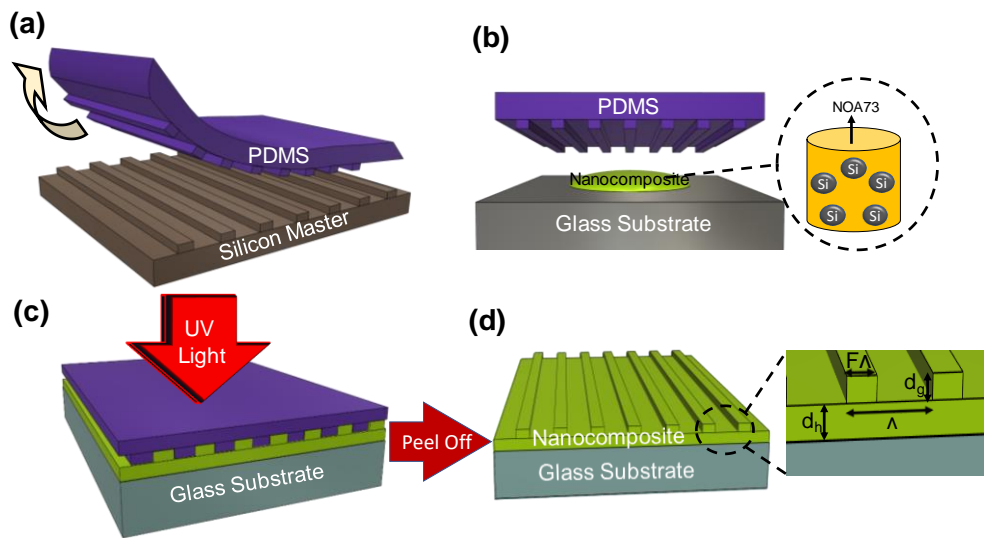 (a)
PDMS
Silicon Master
(b)
PDMS
Nanocomposite
Glass Substrate
NOA73
Si
Si
Si
Si
Si
(c)
UV
Light
Glass Substrate
Peel Off
(d)
Nanocomposite
Glass Substrate
FΛ
dg
dh
Λ